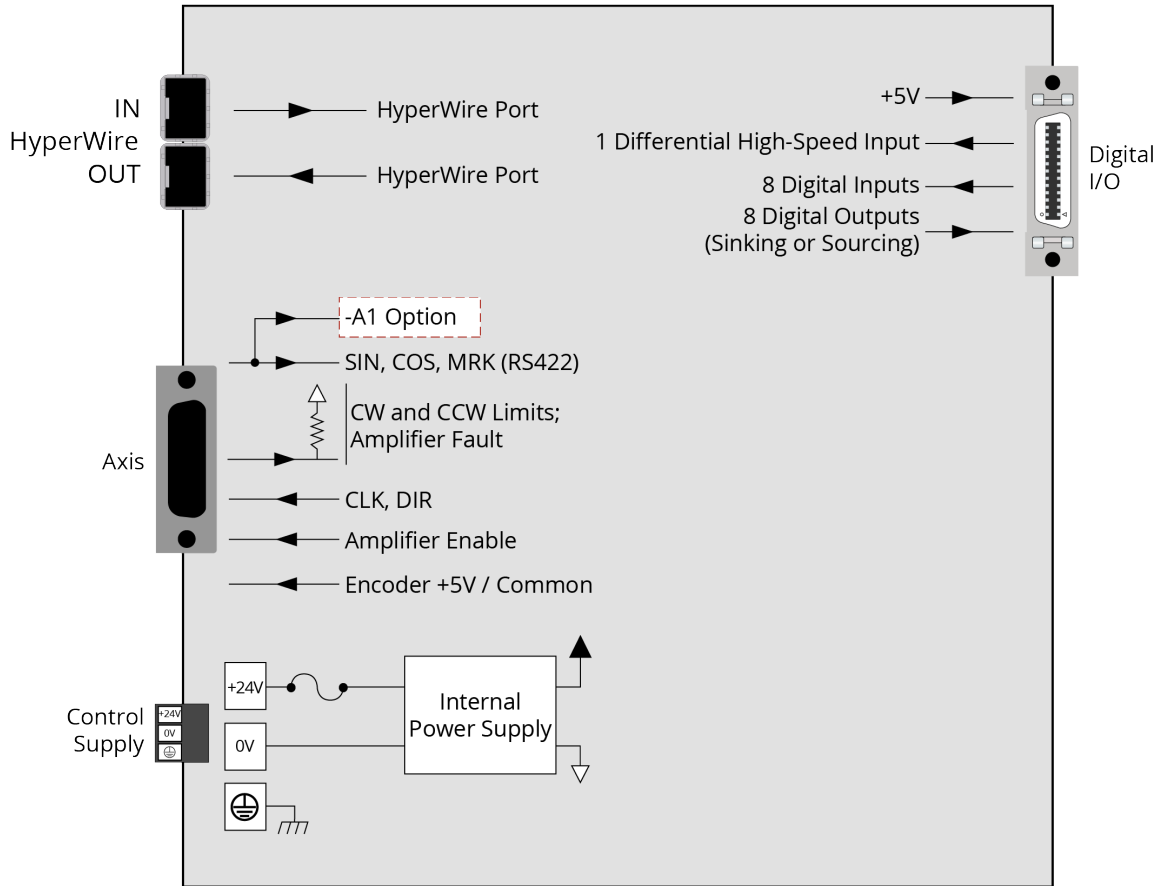 IN
HyperWire
OUT
HyperWire Port
HyperWire Port
+5V
1 Differential High-Speed Input
8 Digital Inputs
8 Digital Outputs
(Sinking or Sourcing)
Digital
I/O
-A1 Option
SIN, COS, MRK (RS422)
CW and CCW Limits;
Amplifier Fault
Axis
CLK, DIR
Amplifier Enable
Encoder +5V / Common
Control
Supply
+24V
0V
+24V
0V
Internal
Power Supply